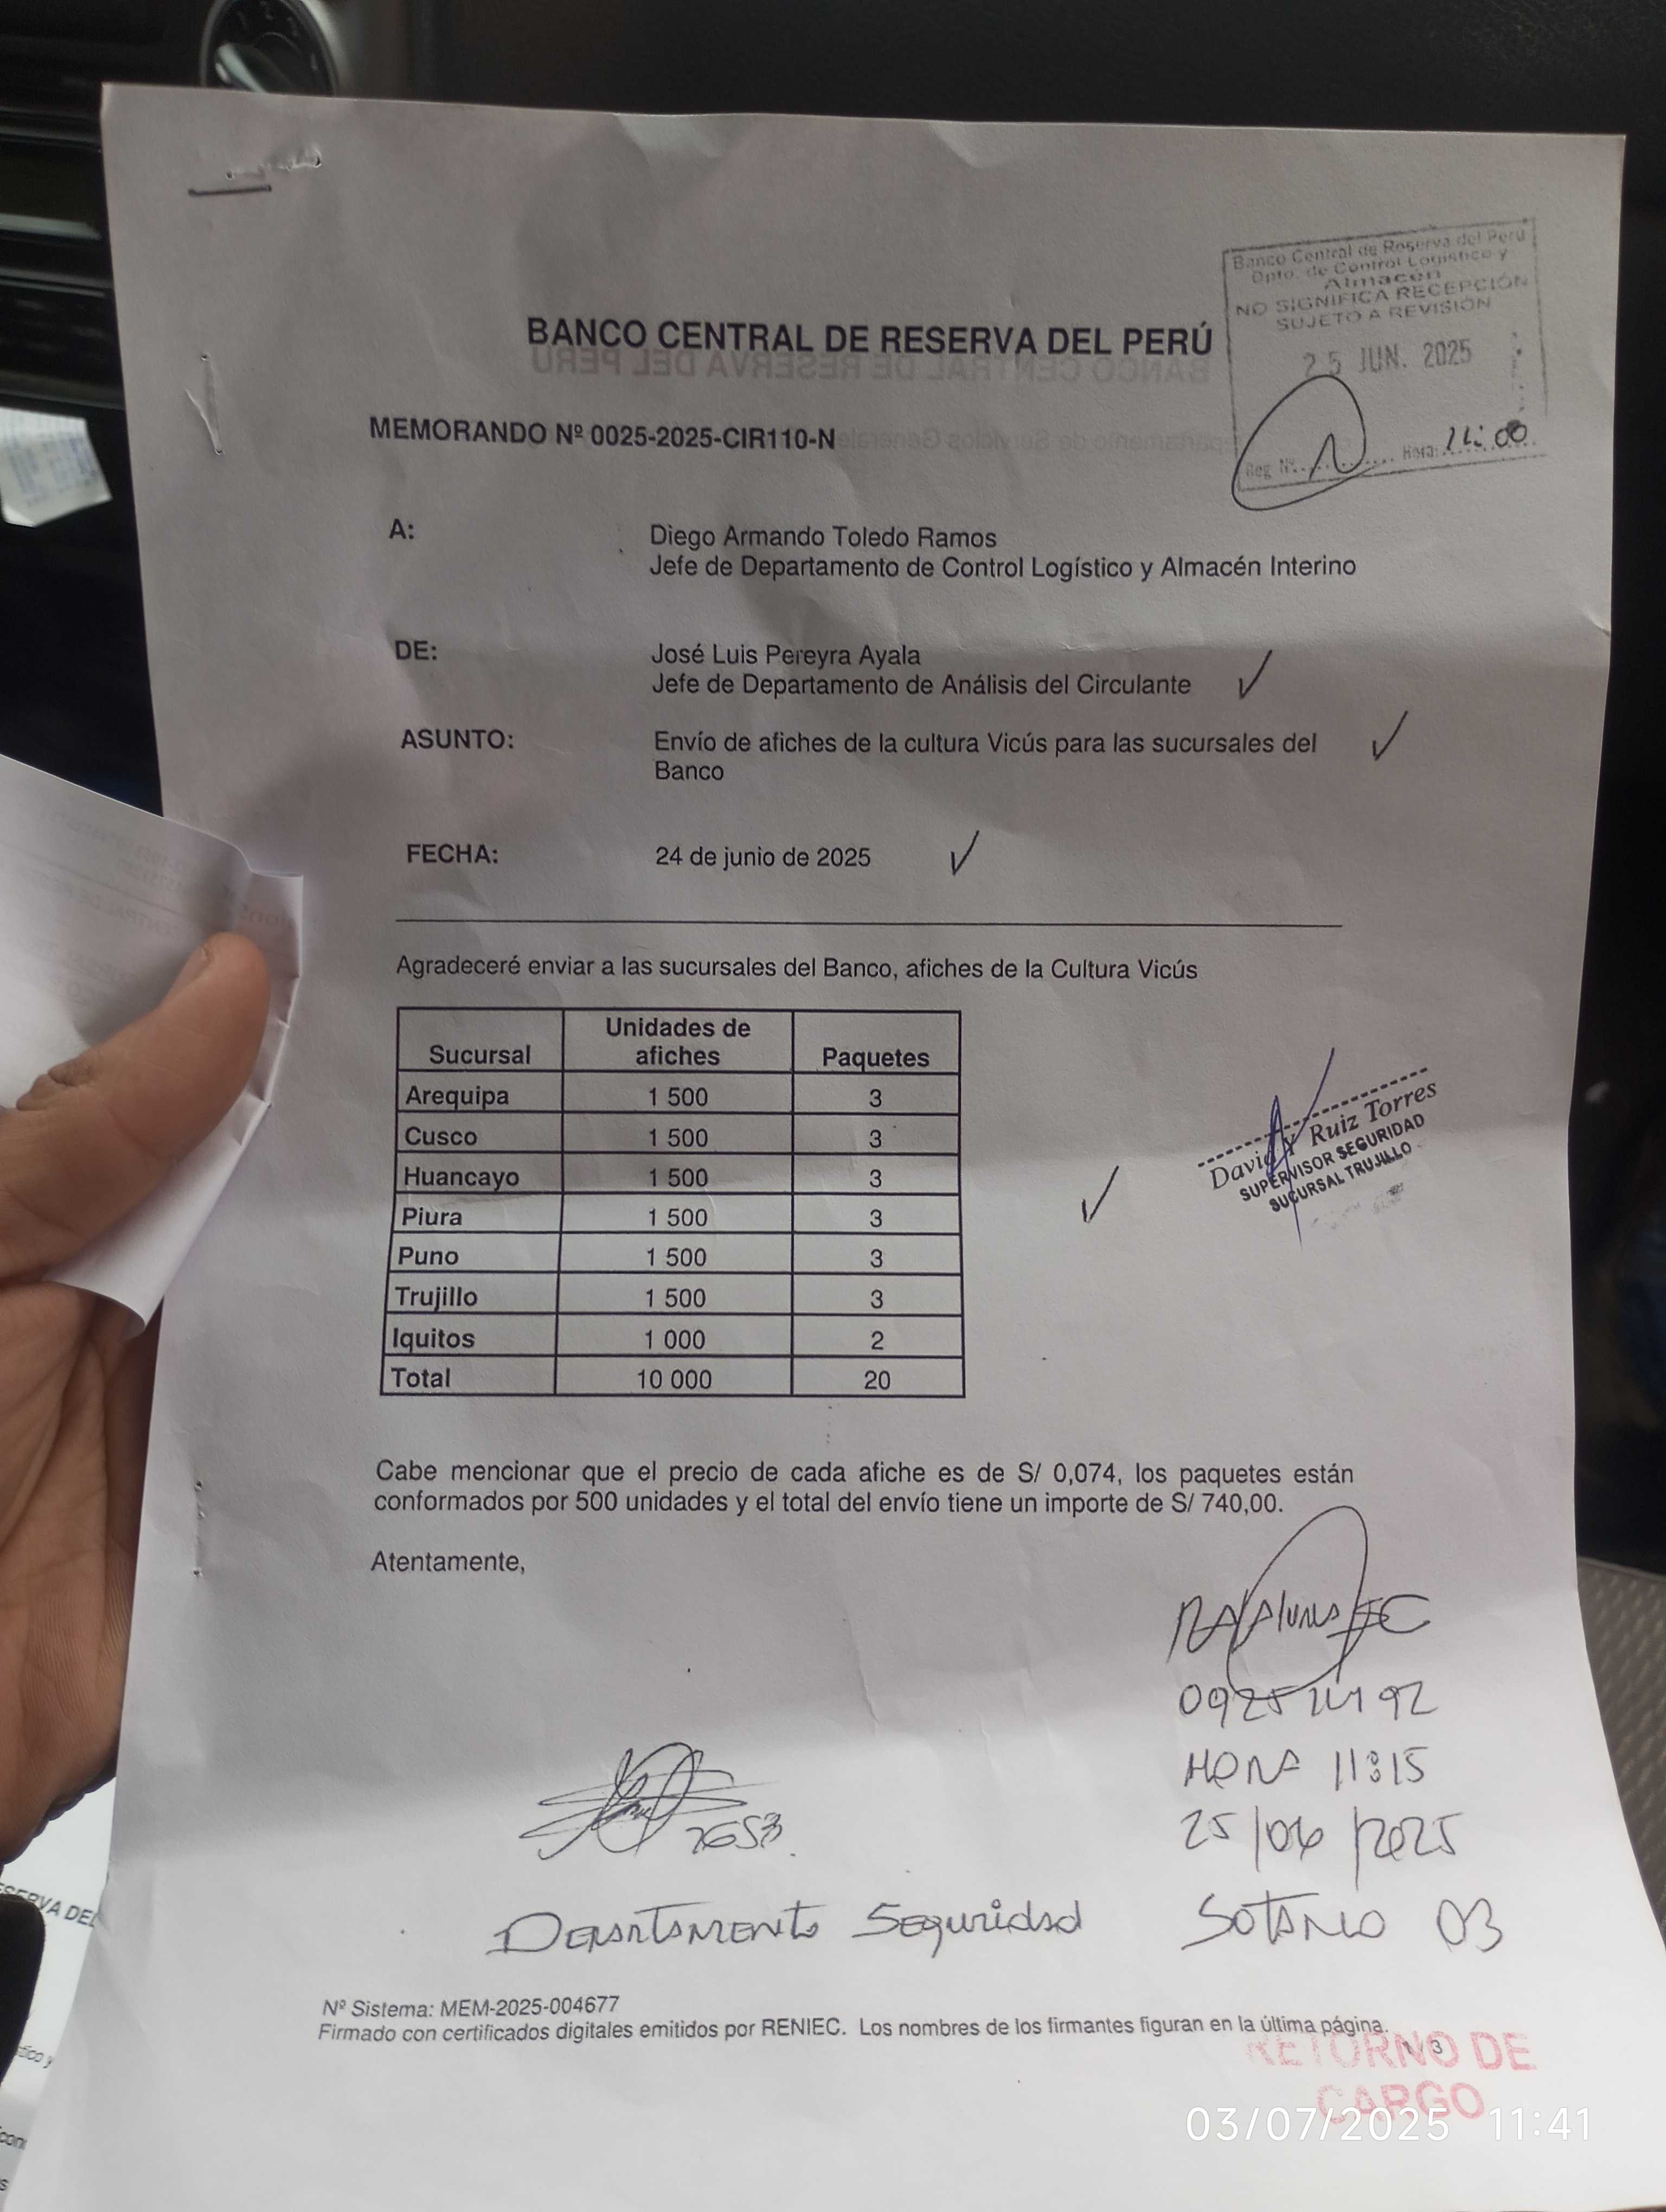 Banco Central de Reserva del Perú
Dpto. de Control Logístico y
Almacén
NO SIGNIFICA RECEPCIÓN
SUJETO A REVISIÓN
25 JUN. 2025
Reg. Nº. Hora: 11:00
BANCO CENTRAL DE RESERVA DEL PERÚ
MEMORANDO Nº 0025-2025-CIR110-N
A: Diego Armando Toledo Ramos
Jefe de Departamento de Control Logístico y Almacén Interino
DE: José Luis Pereyra Ayala
Jefe de Departamento de Análisis del Circulante
ASUNTO: Envío de afiches de la cultura Vicús para las sucursales del
Banco
FECHA: 24 de junio de 2025
Agradeceré enviar a las sucursales del Banco, afiches de la Cultura Vicús
Sucursal Unidades de afiches Paquetes
Arequipa 1 500 3
Cusco 1 500 3
Huancayo 1 500 3
Piura 1 500 3
Puno 1 500 3
Trujillo 1 500 3
Iquitos 1 000 2
Total 10 000 20
David Y Ruiz Torres
SUPERVISOR SEGURIDAD
SUCURSAL TRUJILLO
Cabe mencionar que el precio de cada afiche es de S/ 0,074, los paquetes están
conformados por 500 unidades y el total del envío tiene un importe de S/ 740,00.
Atentamente,
HORA 11:15
25/06/2025
Departamento Seguridad Sotano 03
Nº Sistema: MEM-2025-004677
Firmado con certificados digitales emitidos por RENIEC. Los nombres de los firmantes figuran en la última página.
RETORNO DE
CARGO
03/07/2025 11:41